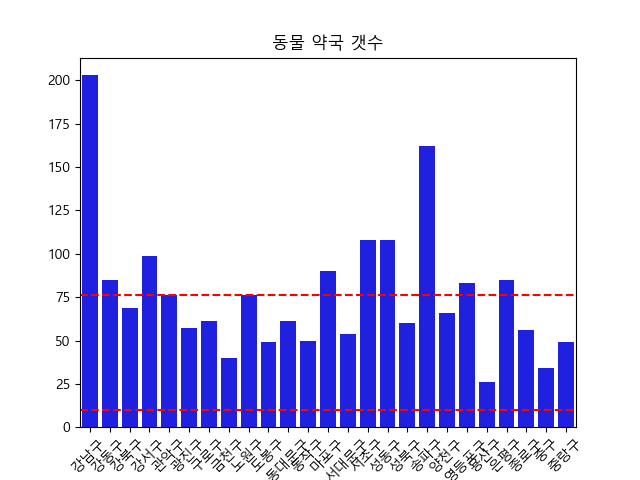 동물 약국 갯수
200
175
150
125
100
75
50
25
0
강남구
강동구
강북구
강서구
관악구
광진구
구로구
금천구
노원구
도봉구
동대문구
동작구
마포구
서대문구
서초구
성동구
성북구
송파구
양천구
영등포구
용산구
은평구
종로구
중구
중랑구